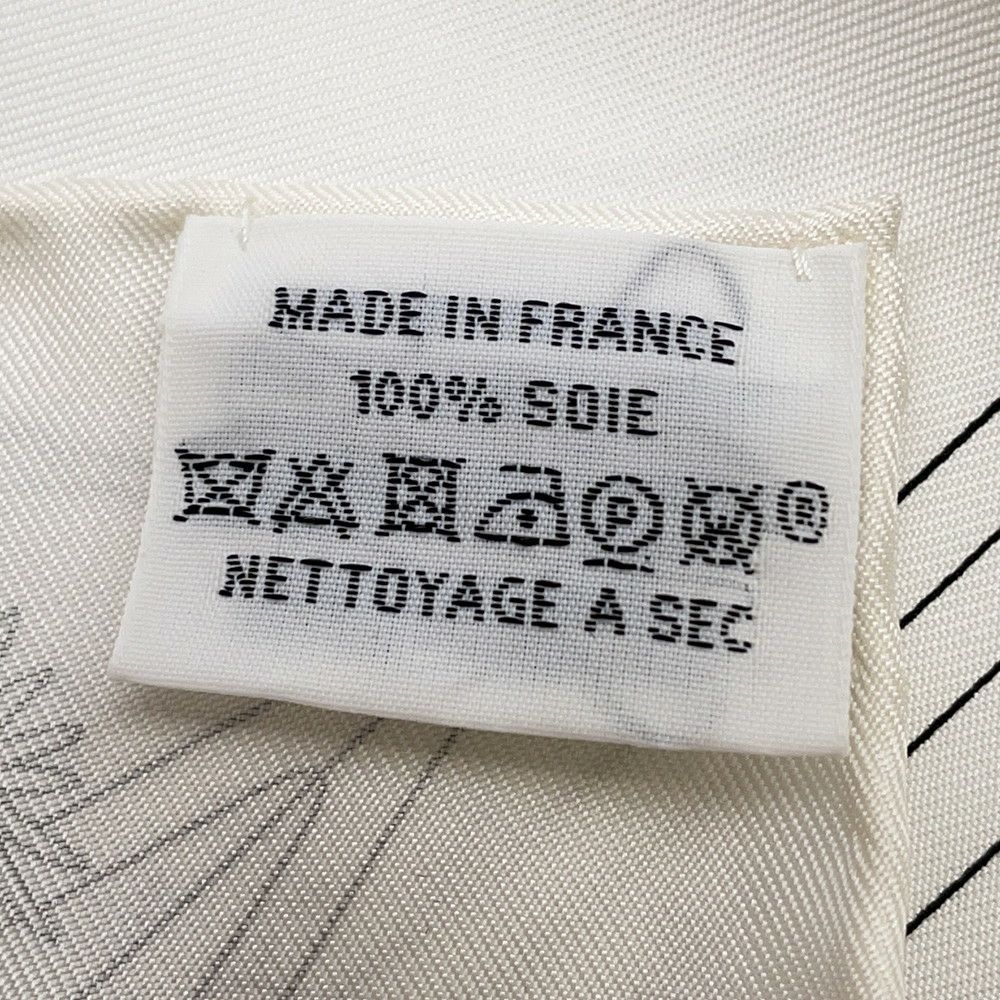 MADE IN FRANCE
100% SOIE
P W ®
NETTOYAGE A SEC